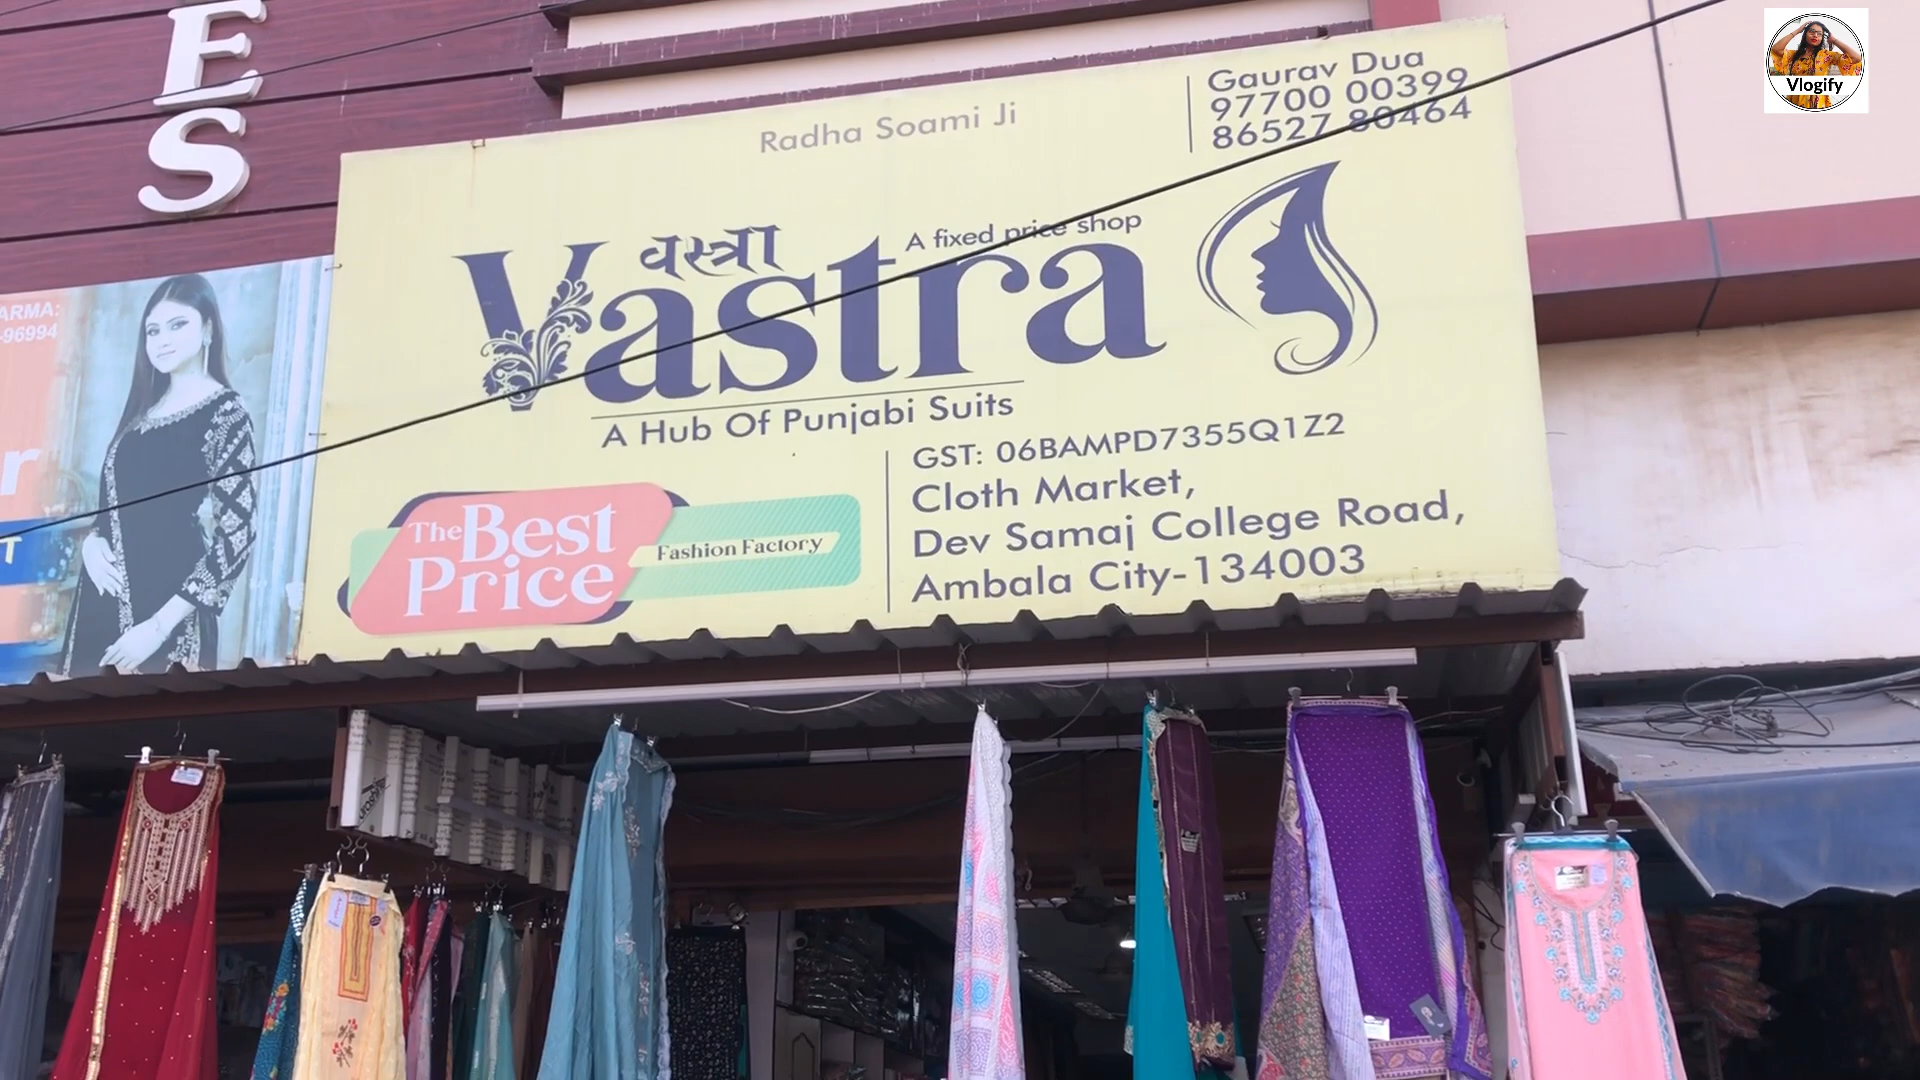 E
S
Vlogify
Radha Soami Ji
Gaurav Dua
97700 00399
86527 80464
वस्त्रा
A fixed price shop
Vastra
A Hub Of Punjabi Suits
The Best
Price
Fashion Factory
GST: 06BAMPD7355Q1Z2
Cloth Market,
Dev Samaj College Road,
Ambala City-134003
ARMA:
-96994
r
T